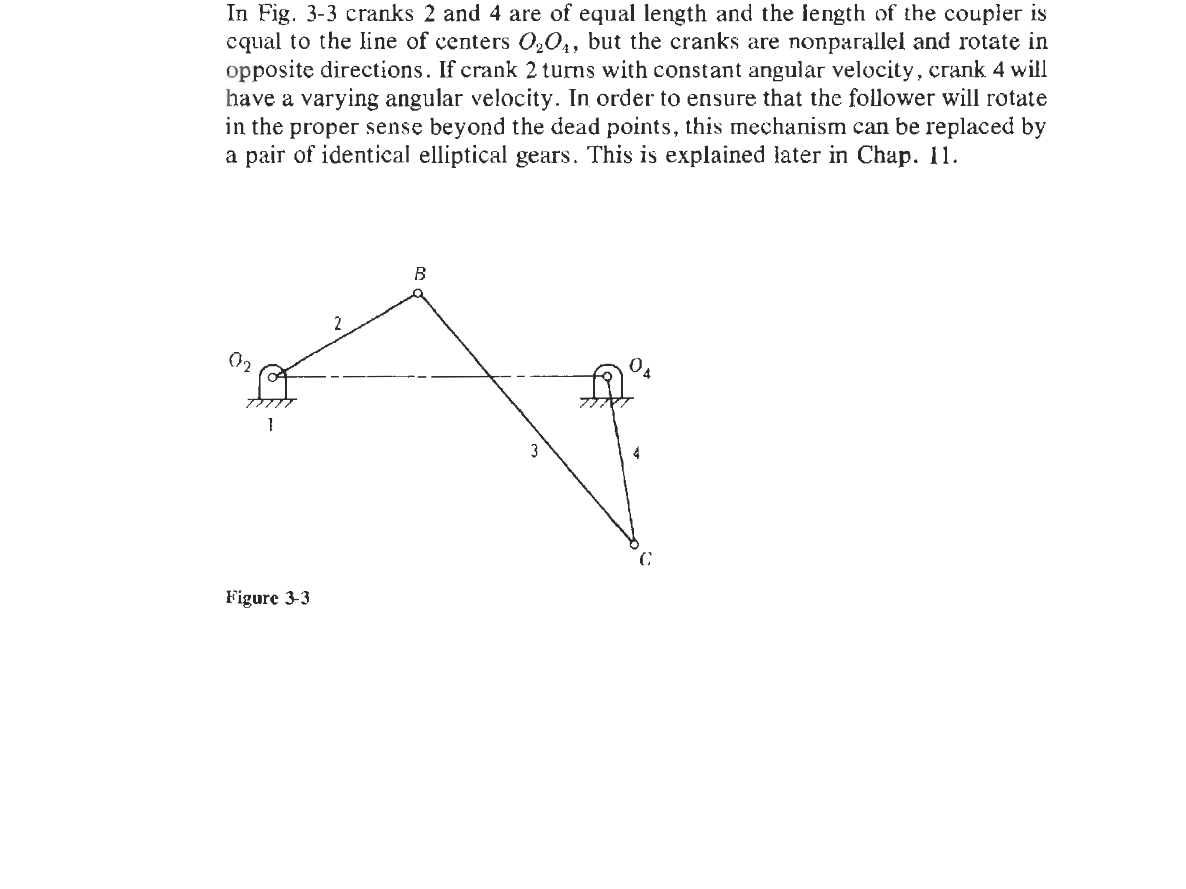 In Fig. 3-3 cranks 2 and 4 are of equal length and the length of the coupler is
equal to the line of centers O₂O₄, but the cranks are nonparallel and rotate in
opposite directions. If crank 2 turns with constant angular velocity, crank 4 will
have a varying angular velocity. In order to ensure that the follower will rotate
in the proper sense beyond the dead points, this mechanism can be replaced by
a pair of identical elliptical gears. This is explained later in Chap. 11.
B
2
O₂
O₄
1
3
4
C
Figure 3-3